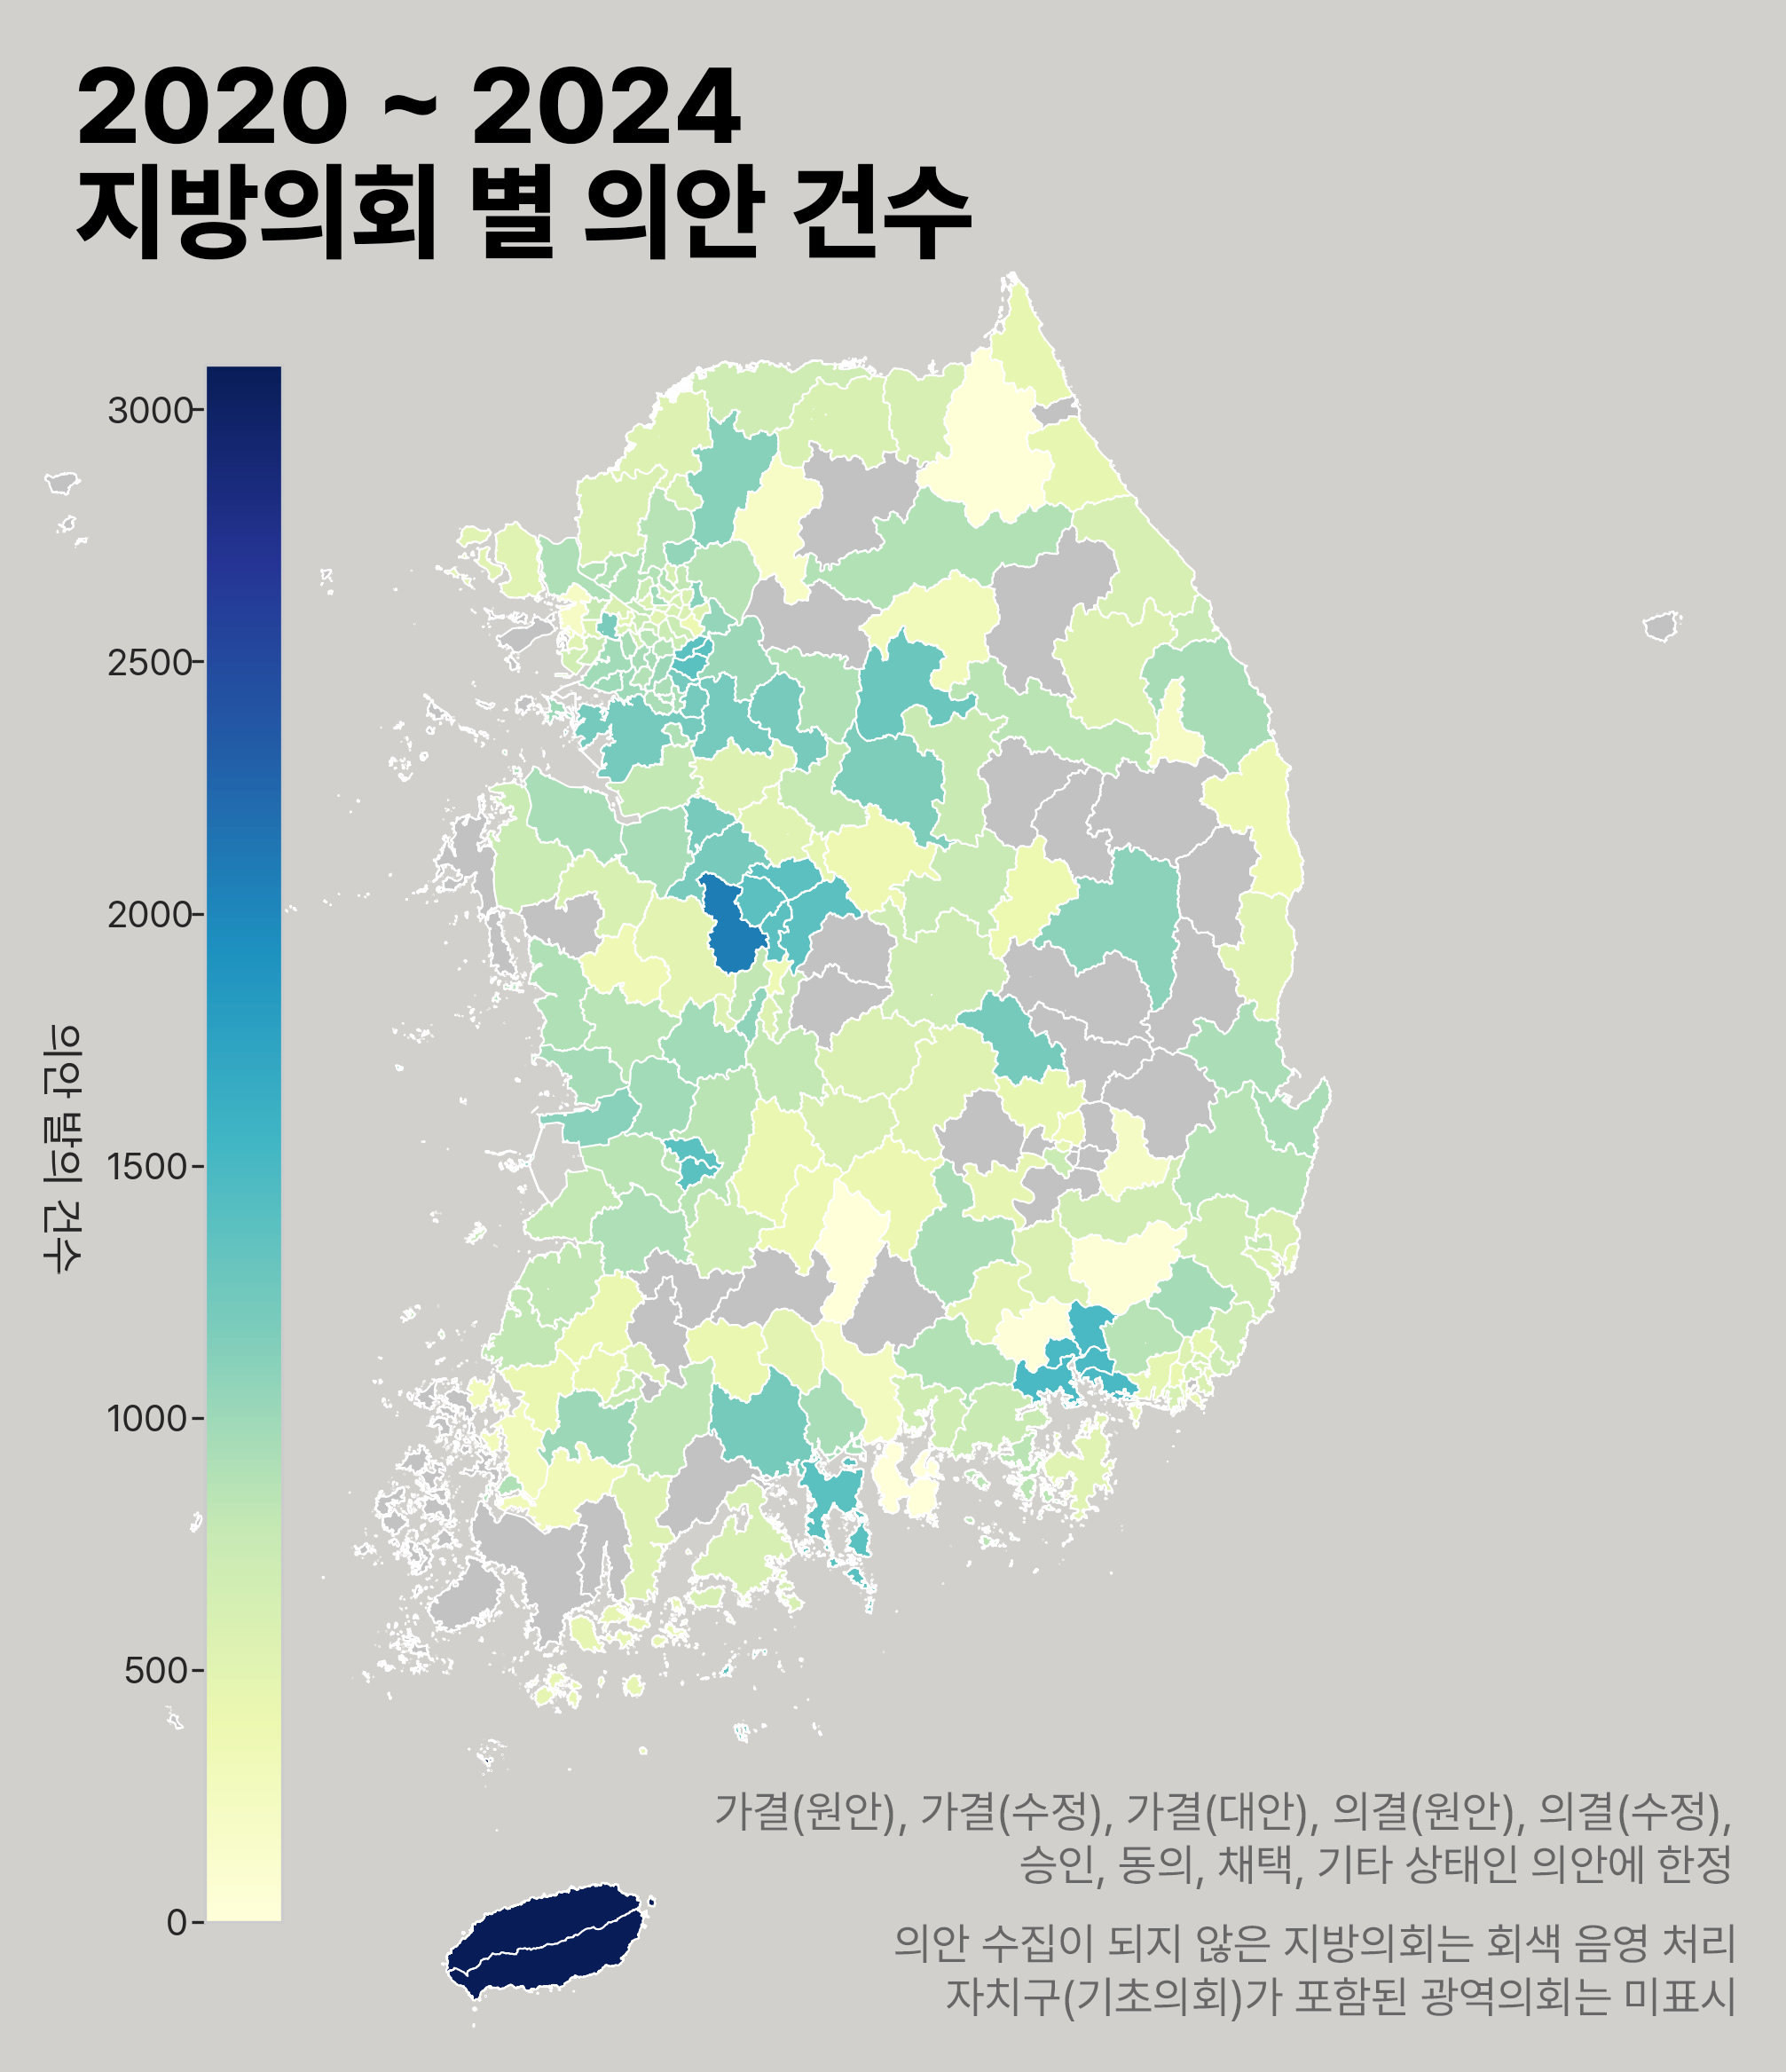 2020 ~ 2024
지방의회 별 의안 건수
3000
2500
2000
1500
1000
500
0
의안 발의 건수
가결(원안), 가결(수정), 가결(대안), 의결(원안), 의결(수정),
승인, 동의, 채택, 기타 상태인 의안에 한정
의안 수집이 되지 않은 지방의회는 회색 음영 처리
자치구(기초의회)가 포함된 광역의회는 미표시